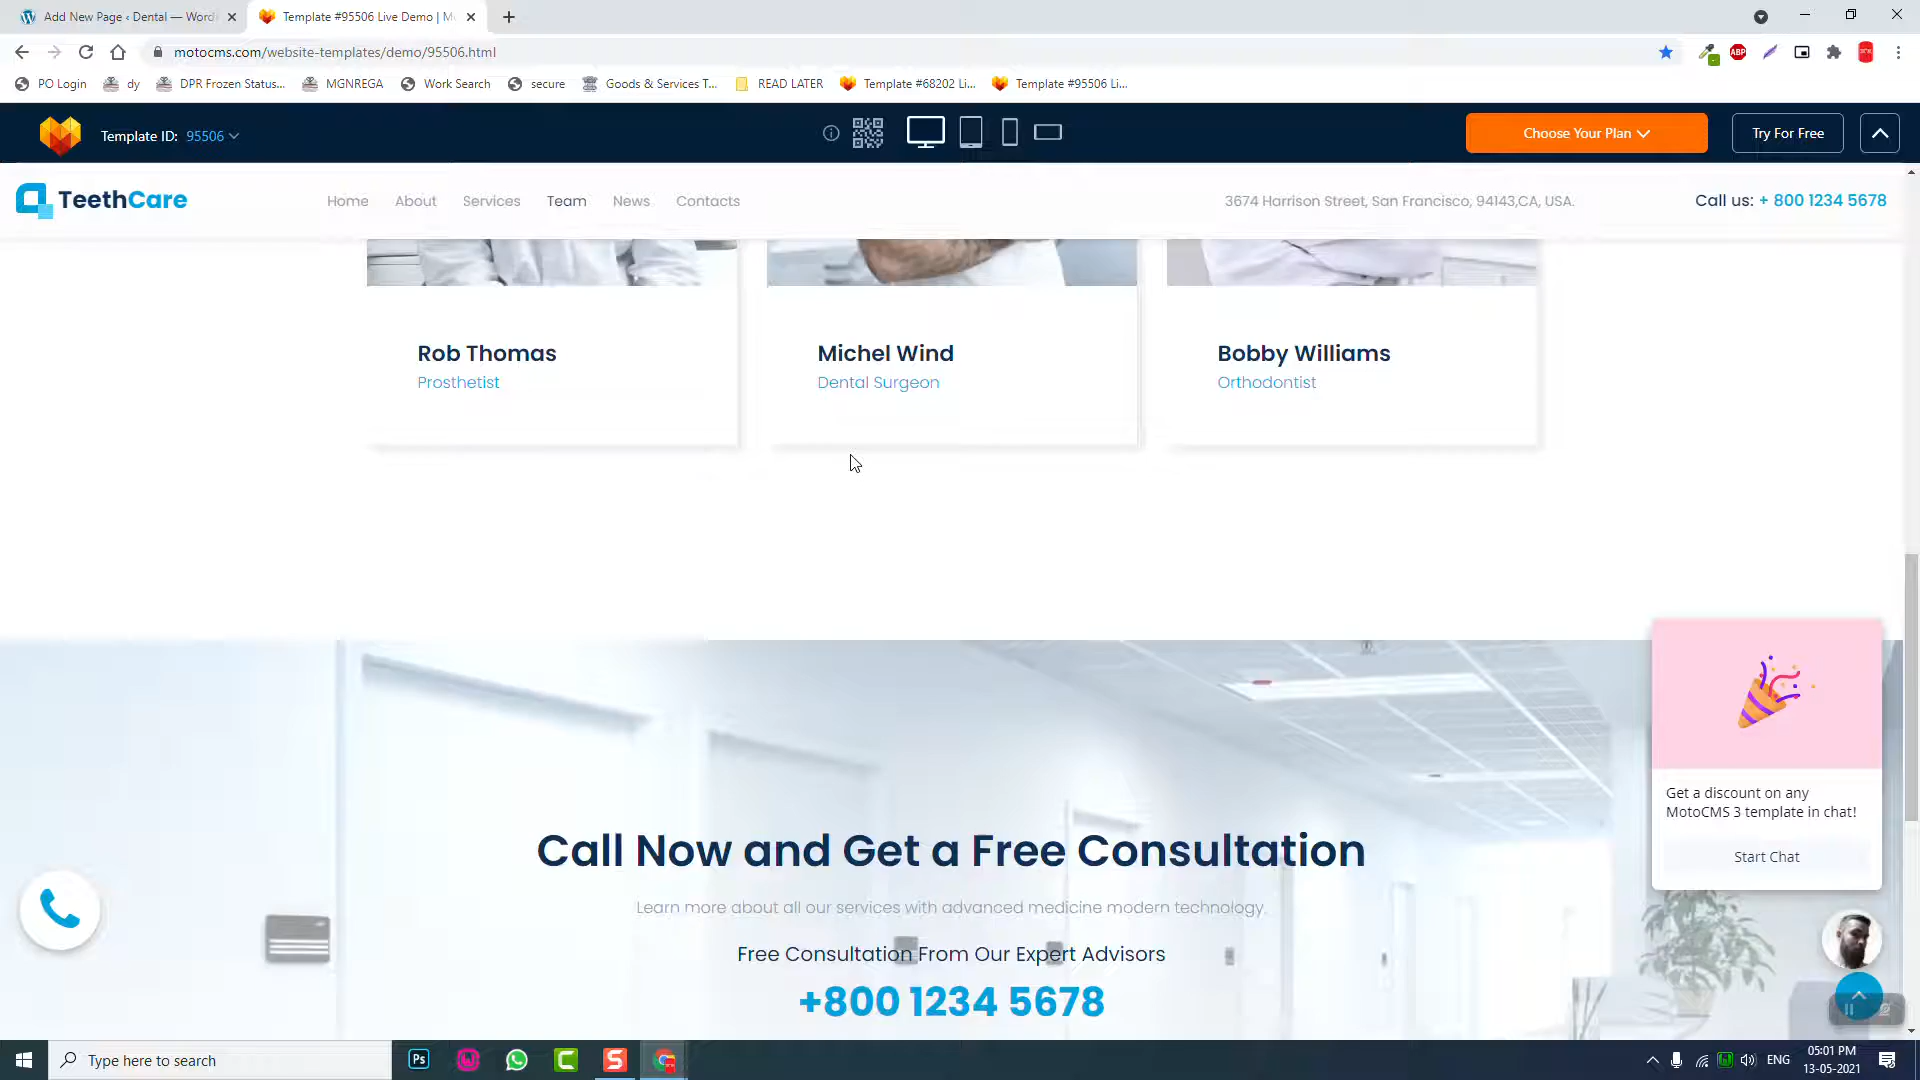 Add New Page ‹ Dental — Word
Template #95506 Live Demo | M
motocms.com/website-templates/demo/95506.html
PO Login
dy
DPR Frozen Status...
MGNREGA
Work Search
secure
Goods & Services T...
READ LATER
Template #68202 Li...
Template #95506 Li...
ABP
Template ID: 95506
Choose Your Plan
Try For Free
TeethCare
Home
About
Services
Team
News
Contacts
3674 Harrison Street, San Francisco, 94143,CA, USA.
Call us: + 800 1234 5678
Rob Thomas
Prosthetist
Michel Wind
Dental Surgeon
Bobby Williams
Orthodontist
Get a discount on any
MotoCMS 3 template in chat!
Start Chat
Call Now and Get a Free Consultation
Learn more about all our services with advanced medicine modern technology.
Free Consultation From Our Expert Advisors
+800 1234 5678
Type here to search
Ps
ENG
05:01 PM
13-05-2021